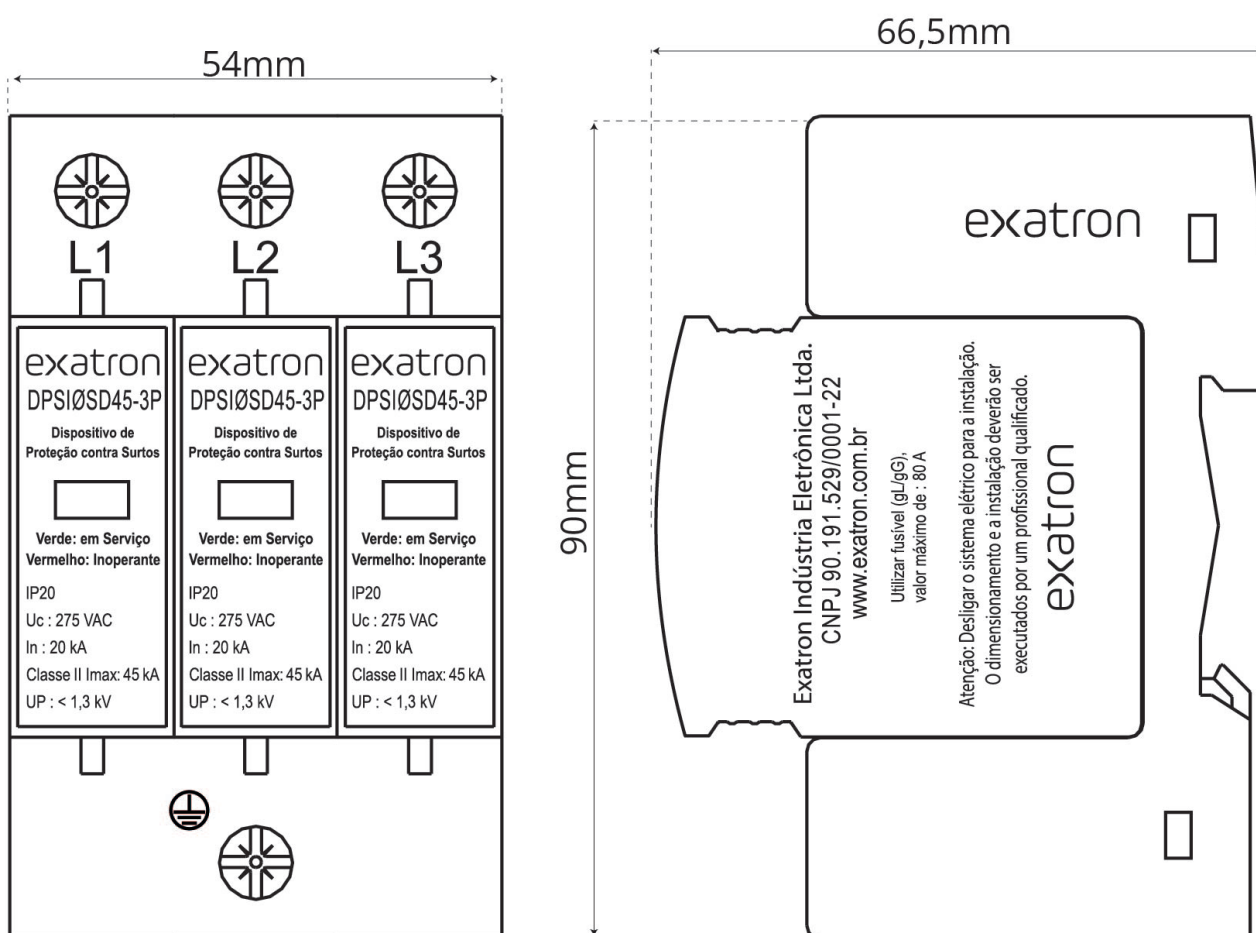 54mm
L1
L2
L3
exatron
DPSIØSD45-3P
Dispositivo de
Proteção contra Surtos
Verde: em Serviço
Vermelho: Inoperante
IP20
Uc : 275 VAC
In : 20 kA
Classe II Imax: 45 kA
UP : < 1,3 kV
exatron
DPSIØSD45-3P
Dispositivo de
Proteção contra Surtos
Verde: em Serviço
Vermelho: Inoperante
IP20
Uc : 275 VAC
In : 20 kA
Classe II Imax: 45 kA
UP : < 1,3 kV
exatron
DPSIØSD45-3P
Dispositivo de
Proteção contra Surtos
Verde: em Serviço
Vermelho: Inoperante
IP20
Uc : 275 VAC
In : 20 kA
Classe II Imax: 45 kA
UP : < 1,3 kV
66,5mm
90mm
exatron
Exatron Indústria Eletrônica Ltda.
CNPJ 90.191.529/0001-22
www.exatron.com.br
Utilizar fusível (gL/gG),
valor máximo de : 80 A
Atenção: Desligar o sistema elétrico para a instalação.
O dimensionamento e a instalação deverão ser
executados por um profissional qualificado.
exatron